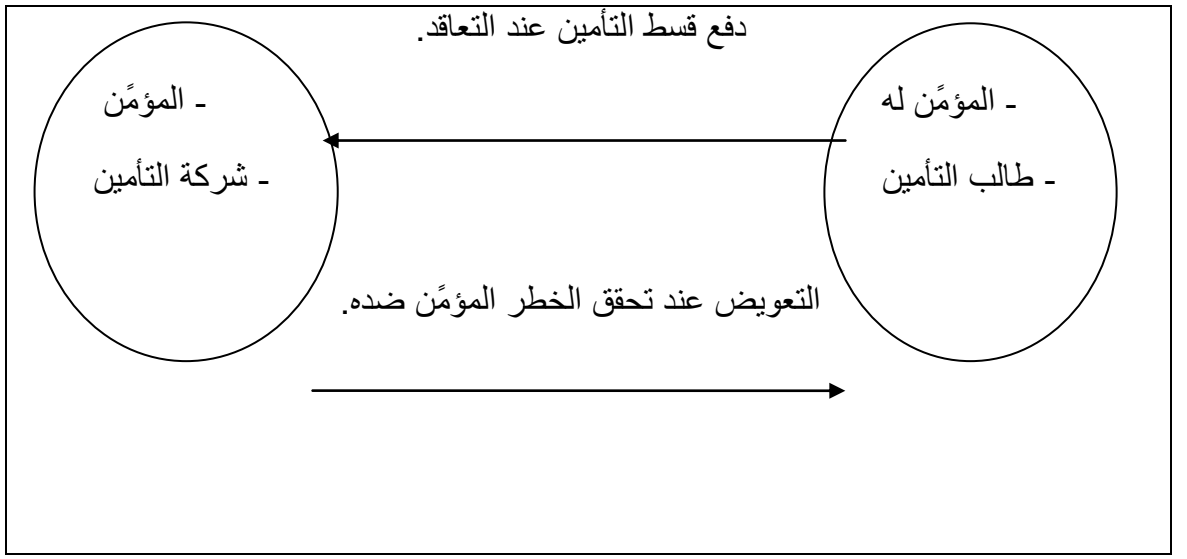 دفع قسط التأمين عند التعاقد.
- المؤمًن له
- طالب التأمين
- المؤمًن
- شركة التأمين
التعويض عند تحقق الخطر المؤمًن ضده.